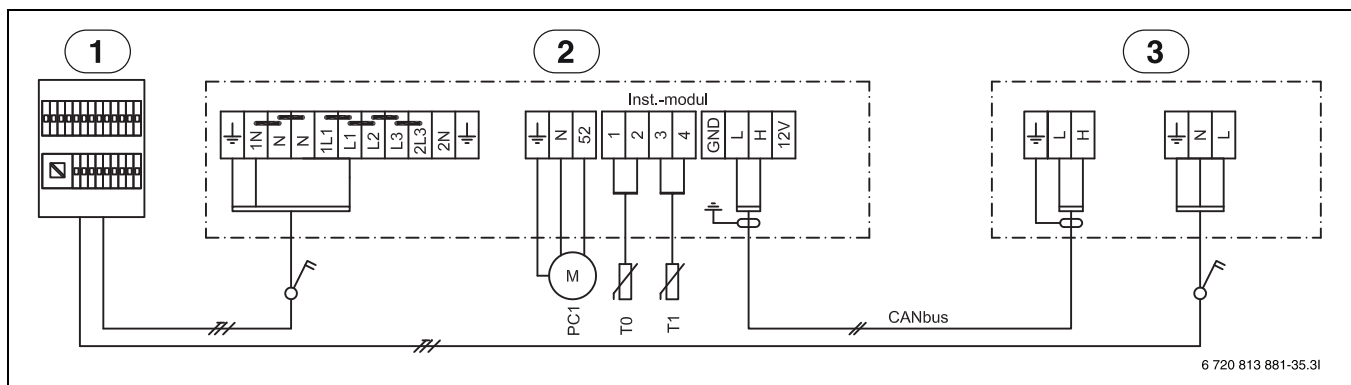 1
2
3
Inst.-modul
1N
N
N
1L1
L1
L2
L3
2L3
2N
N
52
1
2
3
4
GND
L
H
12V
L
H
N
L
M
PC1
T0
T1
CANbus
6 720 813 881-35.3I